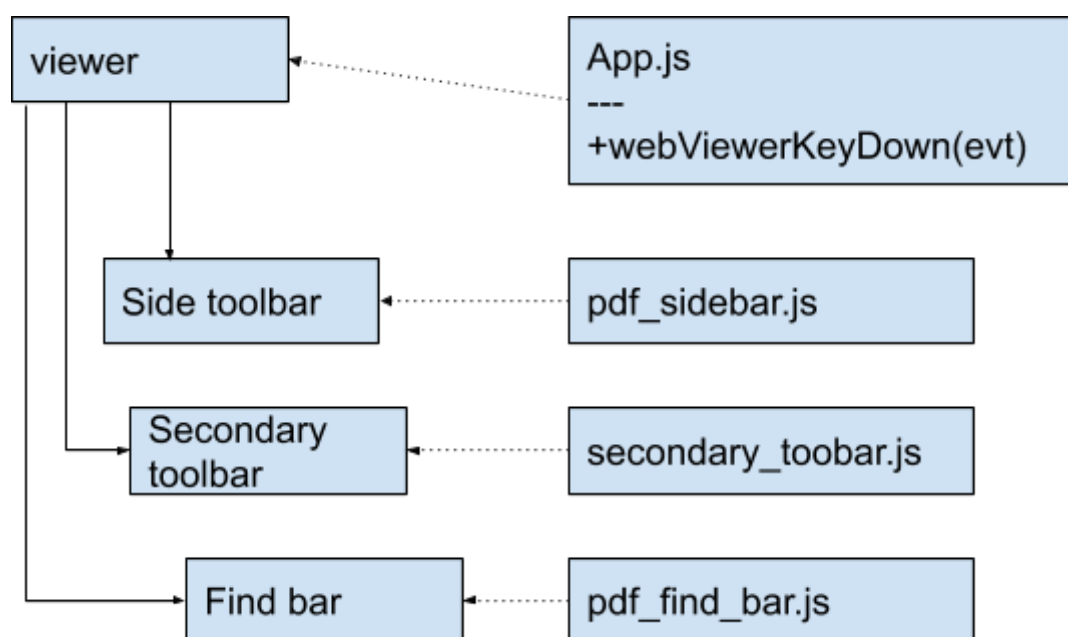 viewer
App.js
---
+webViewerKeyDown(evt)
Side toolbar
pdf_sidebar.js
Secondary
toolbar
secondary_toobar.js
Find bar
pdf_find_bar.js